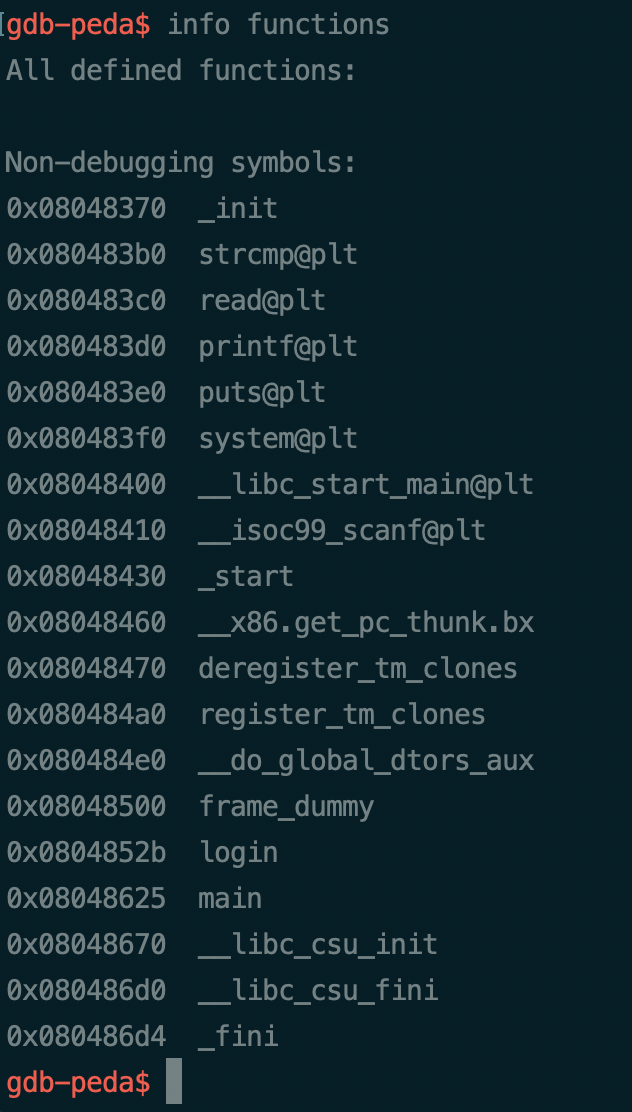 gdb-peda$ info functions
All defined functions:
Non-debugging symbols:
0x08048370  _init
0x080483b0  strcmp@plt
0x080483c0  read@plt
0x080483d0  printf@plt
0x080483e0  puts@plt
0x080483f0  system@plt
0x08048400  __libc_start_main@plt
0x08048410  __isoc99_scanf@plt
0x08048430  _start
0x08048460  __x86.get_pc_thunk.bx
0x08048470  deregister_tm_clones
0x080484a0  register_tm_clones
0x080484e0  __do_global_dtors_aux
0x08048500  frame_dummy
0x0804852b  login
0x08048625  main
0x08048670  __libc_csu_init
0x080486d0  __libc_csu_fini
0x080486d4  _fini
gdb-peda$